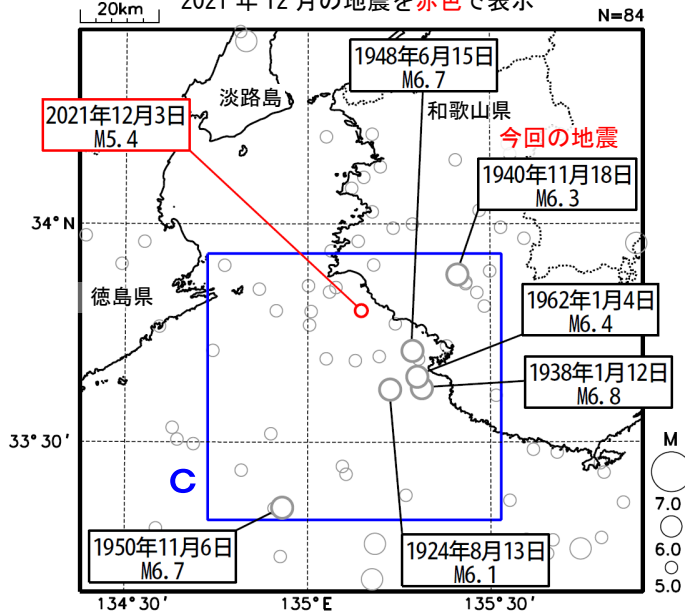 2021年12月の地震を赤色で表示
20km
N=84
1948年6月15日
M6.7
淡路島
和歌山県
2021年12月3日
M5.4
今回の地震
1940年11月18日
M6.3
34°N
徳島県
1962年1月4日
M6.4
1938年1月12日
M6.8
33°30′
C
M
7.0
6.0
5.0
1950年11月6日
M6.7
1924年8月13日
M6.1
134°30′
135°E
135°30′